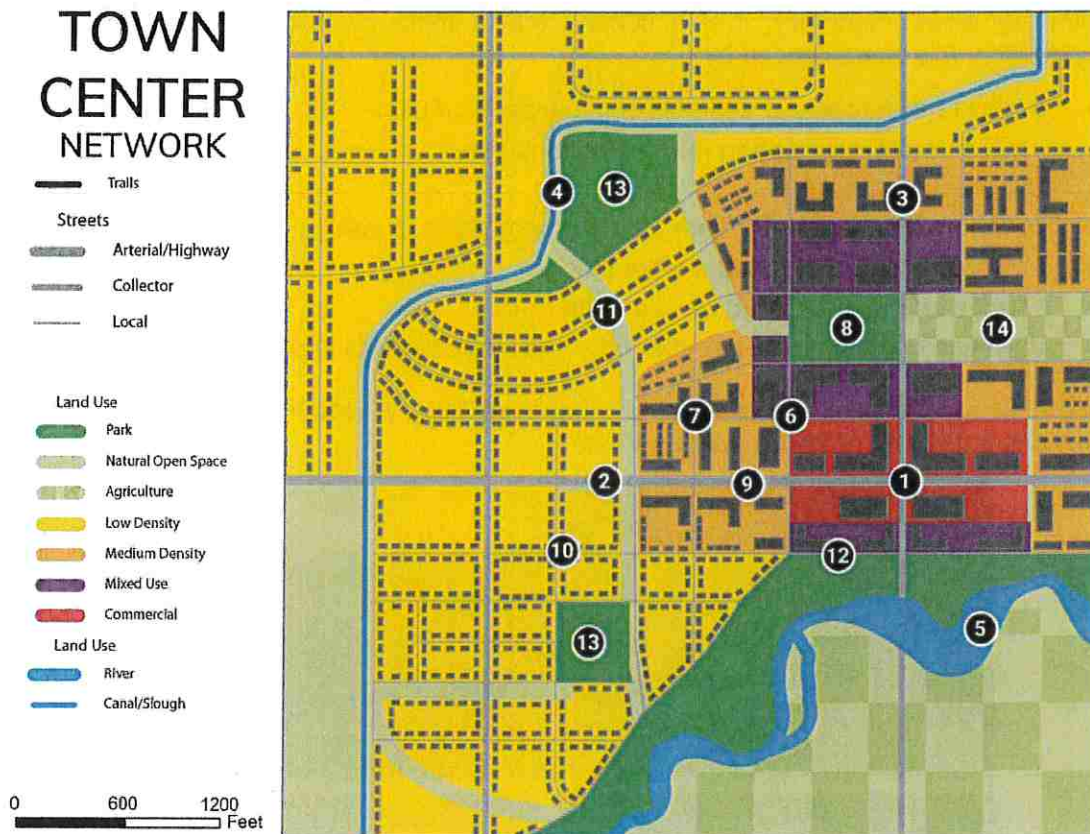 TOWN
CENTER
NETWORK
Trails
Streets
Arterial/Highway
Collector
Local
Land Use
Park
Natural Open Space
Agriculture
Low Density
Medium Density
Mixed Use
Commercial
Land Use
River
Canal/Slough
0 600 1200
Feet
13
4
3
11
8
14
7
6
2
9
1
10
12
5
13